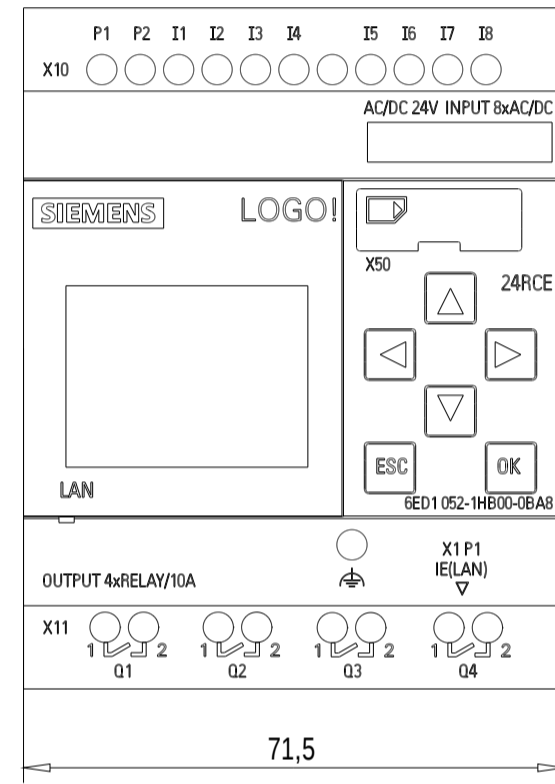 P1 P2 I1 I2 I3 I4 I5 I6 I7 I8
X10
AC/DC 24V INPUT 8xAC/DC
SIEMENS LOGO!
X50
24RCE
ESC OK
LAN
6ED1 052-1HB00-0BA8
X1 P1
IE(LAN)
OUTPUT 4xRELAY/10A
X11
1 2 1 2 1 2 1 2
Q1 Q2 Q3 Q4
71,5